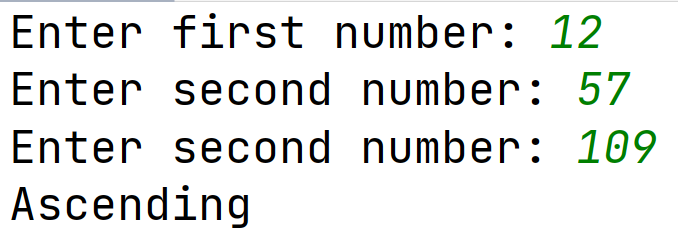 Enter first number: 12
Enter second number: 57
Enter second number: 109
Ascending